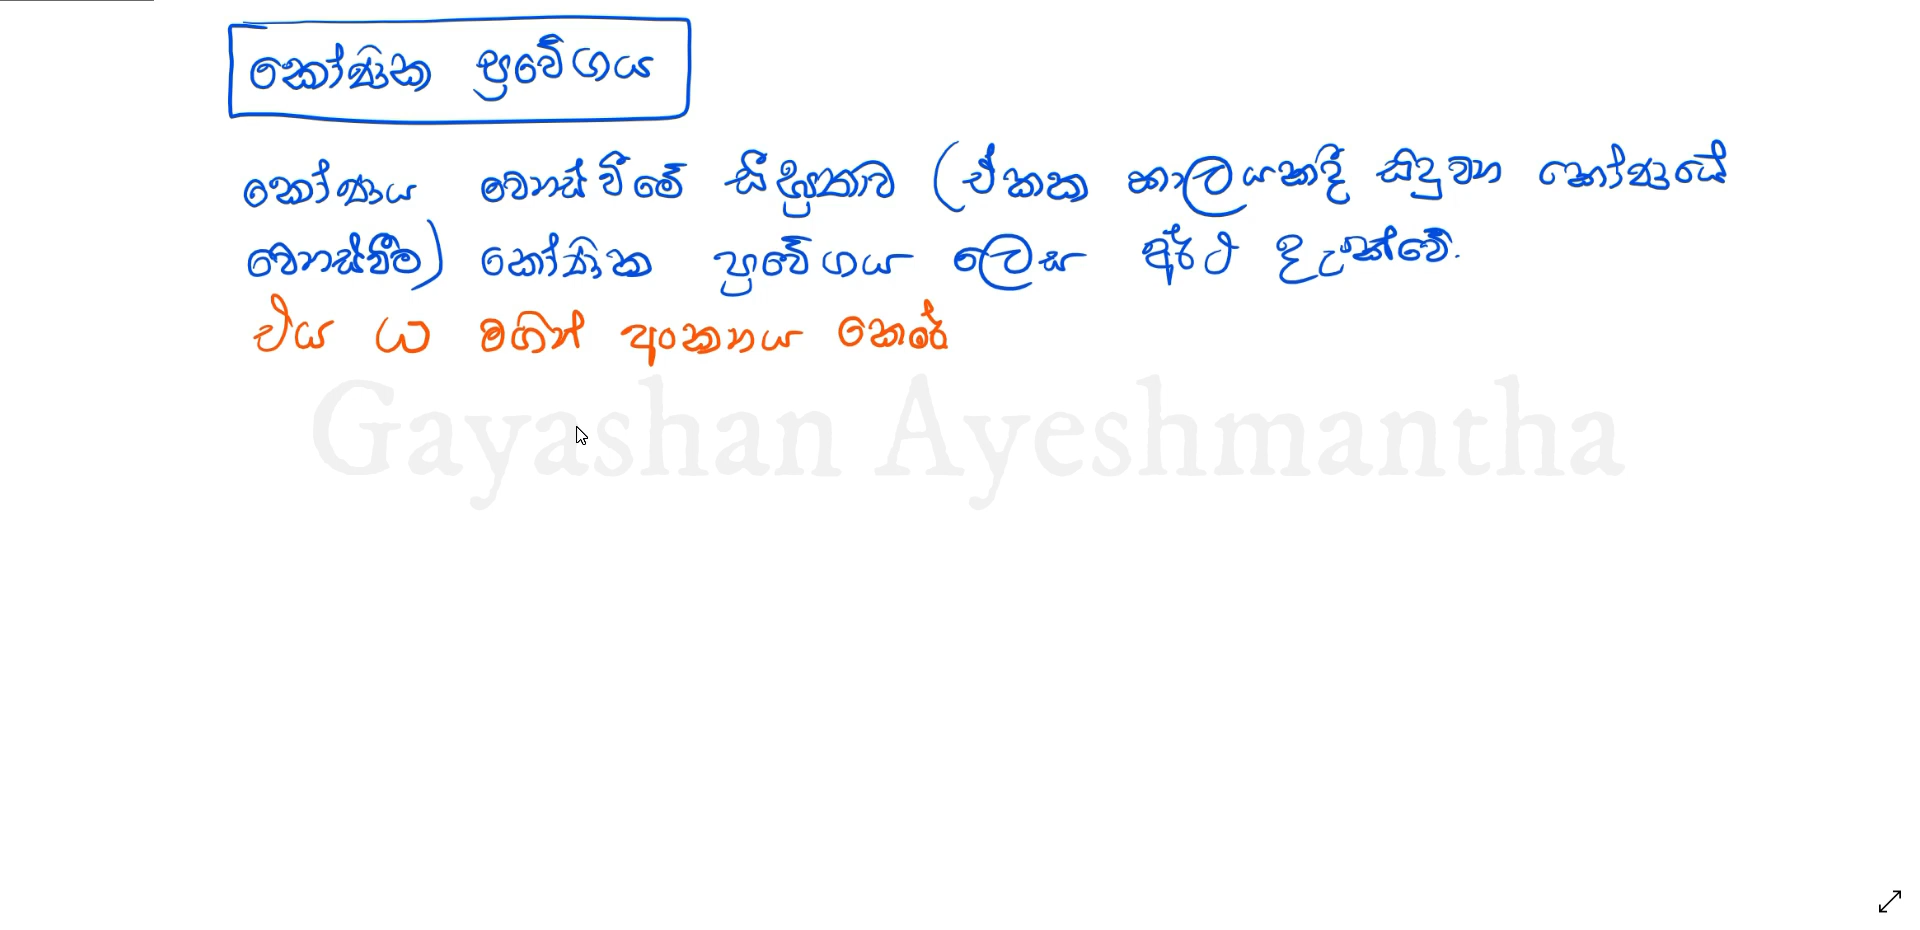 කෝණික ප්‍රවේගය
කෝණය වෙනස් වීමේ සීඝ්‍රතාව (ඒකක කාලයකදී සිදුවන කෝණයේ
වෙනස්වීම) කෝණික ප්‍රවේගය ලෙස අර්ථ දැක්වේ.
එය ω මගින් අංකනය කෙරේ
Gayashan Ayeshmantha